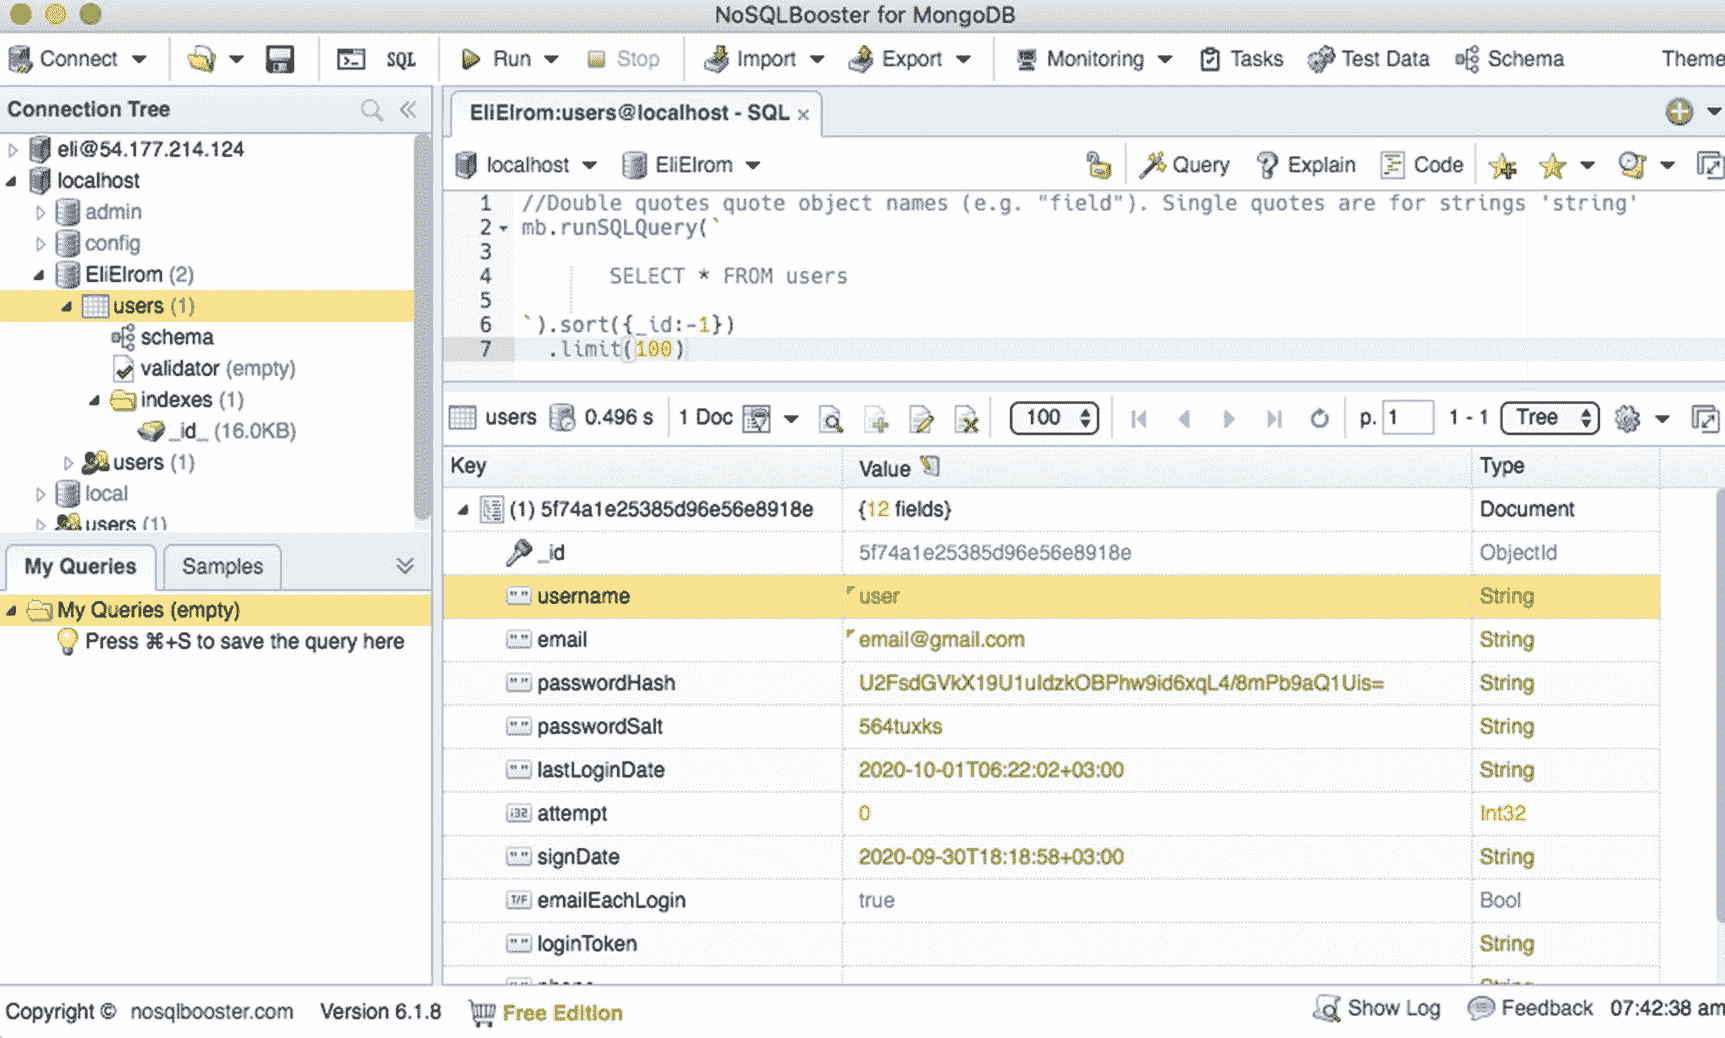 NoSQLBooster for MongoDB
Connect SQL Run Stop Import Export Monitoring Tasks Test Data Schema Theme
Connection Tree
eli@54.177.214.124
localhost
admin
config
EliElrom (2)
users (1)
schema
validator (empty)
indexes (1)
_id_ (16.0KB)
users (1)
local
users (1)
My Queries Samples
My Queries (empty)
Press ⌘+S to save the query here
EliElrom:users@localhost - SQL ×
localhost EliElrom Query Explain Code
1 //Double quotes quote object names (e.g. "field"). Single quotes are for strings 'string'
2 mb.runSQLQuery(`
3
4 SELECT * FROM users
5
6 `).sort({_id:-1})
7 .limit(100)
users 0.496 s 1 Doc 100 p. 1 1 - 1 Tree
Key Value Type
(1) 5f74a1e25385d96e56e8918e {12 fields} Document
_id 5f74a1e25385d96e56e8918e ObjectId
username user String
email email@gmail.com String
passwordHash U2FsdGVkX19U1uIdzkOBPhw9id6xqL4/8mPb9aQ1Uis= String
passwordSalt 564tuxks String
lastLoginDate 2020-10-01T06:22:02+03:00 String
attempt 0 Int32
signDate 2020-09-30T18:18:58+03:00 String
emailEachLogin true Bool
loginToken String
Copyright © nosqlbooster.com Version 6.1.8 Free Edition Show Log Feedback 07:42:38 am